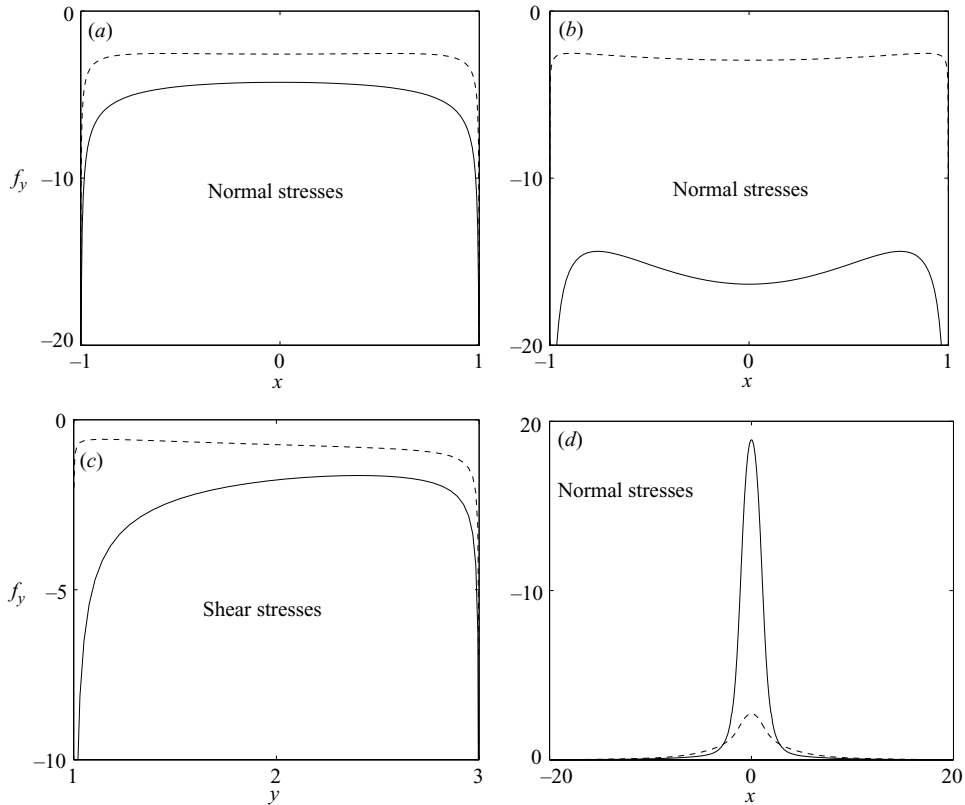 0
(a)
–10
f_y
Normal stresses
–20
–1
0
1
x
0
(b)
–10
Normal stresses
–20
–1
0
1
x
0
(c)
–5
f_y
Shear stresses
–10
1
2
3
y
20
(d)
Normal stresses
–10
0
–20
0
20
x